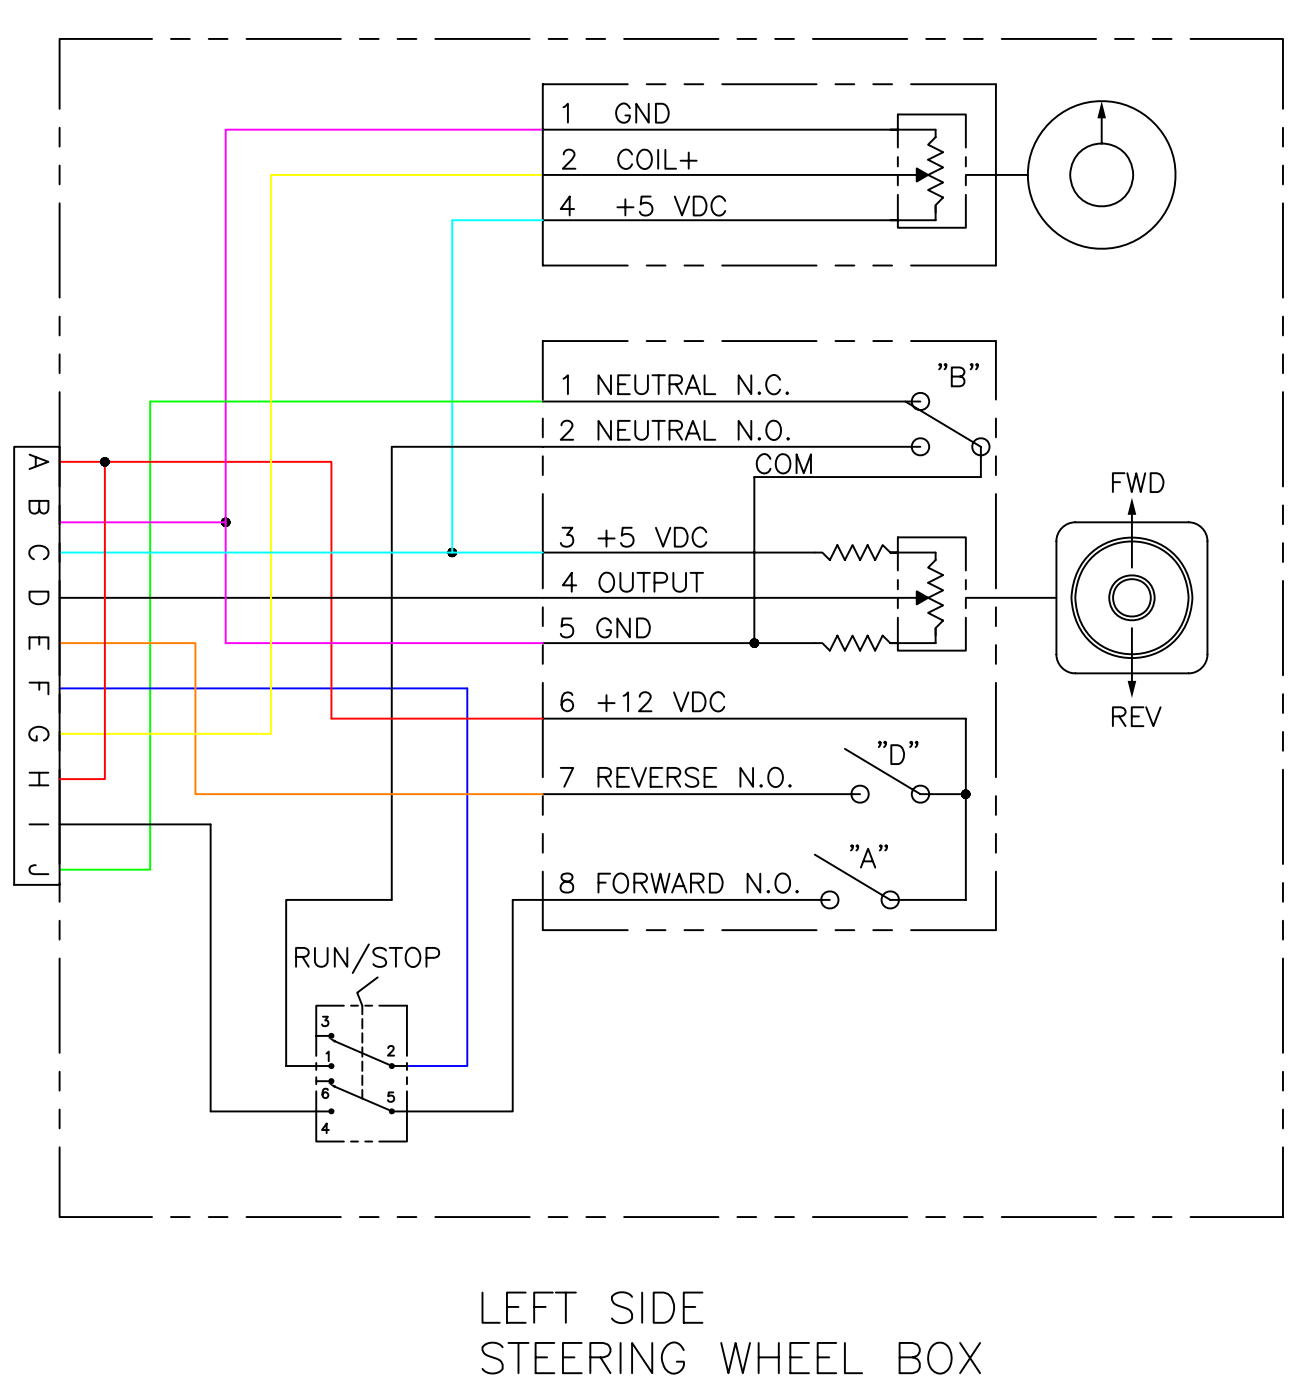 1 GND
2 COIL+
4 +5 VDC
1 NEUTRAL N.C.
"B"
2 NEUTRAL N.O.
COM
3 +5 VDC
4 OUTPUT
5 GND
6 +12 VDC
7 REVERSE N.O.
"D"
8 FORWARD N.O.
"A"
FWD
REV
A
B
C
D
E
F
G
H
I
J
RUN/STOP
3
1
2
6
5
4
LEFT SIDE
STEERING WHEEL BOX